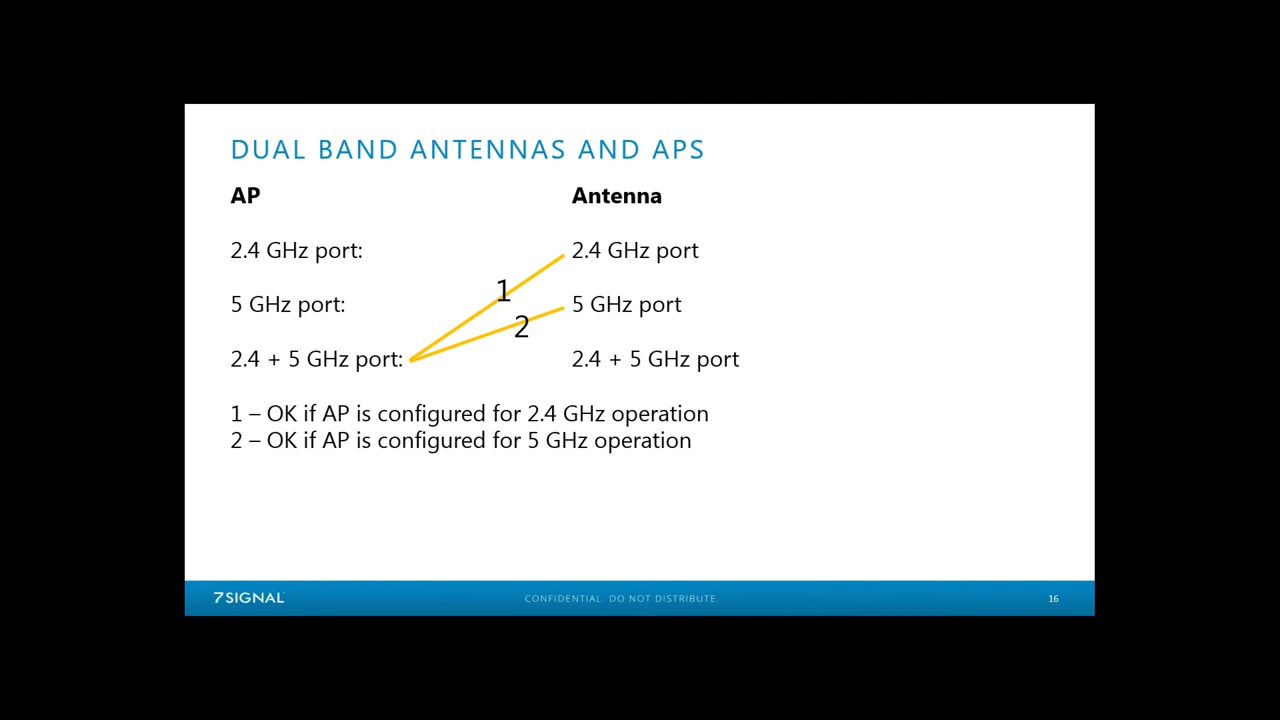 DUAL BAND ANTENNAS AND APS
AP Antenna
2.4 GHz port: 2.4 GHz port
1
5 GHz port: 5 GHz port
2
2.4 + 5 GHz port: 2.4 + 5 GHz port
1 – OK if AP is configured for 2.4 GHz operation
2 – OK if AP is configured for 5 GHz operation
7SIGNAL CONFIDENTIAL. DO NOT DISTRIBUTE. 16